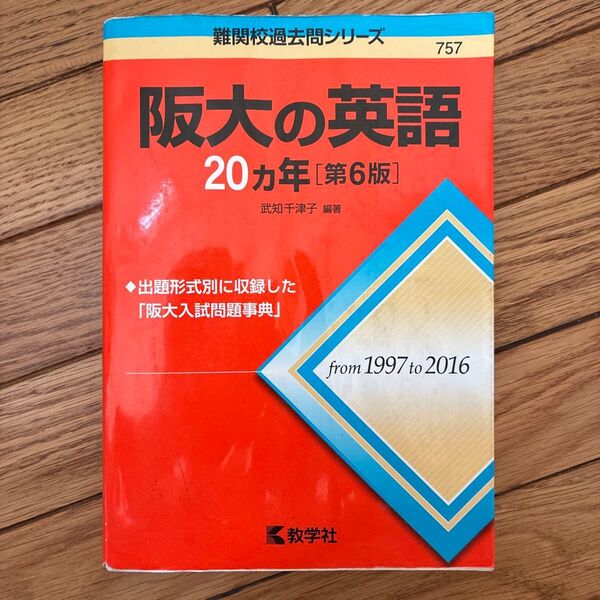 難関校過去問シリーズ
757
阪大の英語
20カ年[第6版]
武知千津子 編著
◆出題形式別に収録した
「阪大入試問題事典」
from 1997 to 2016
教学社